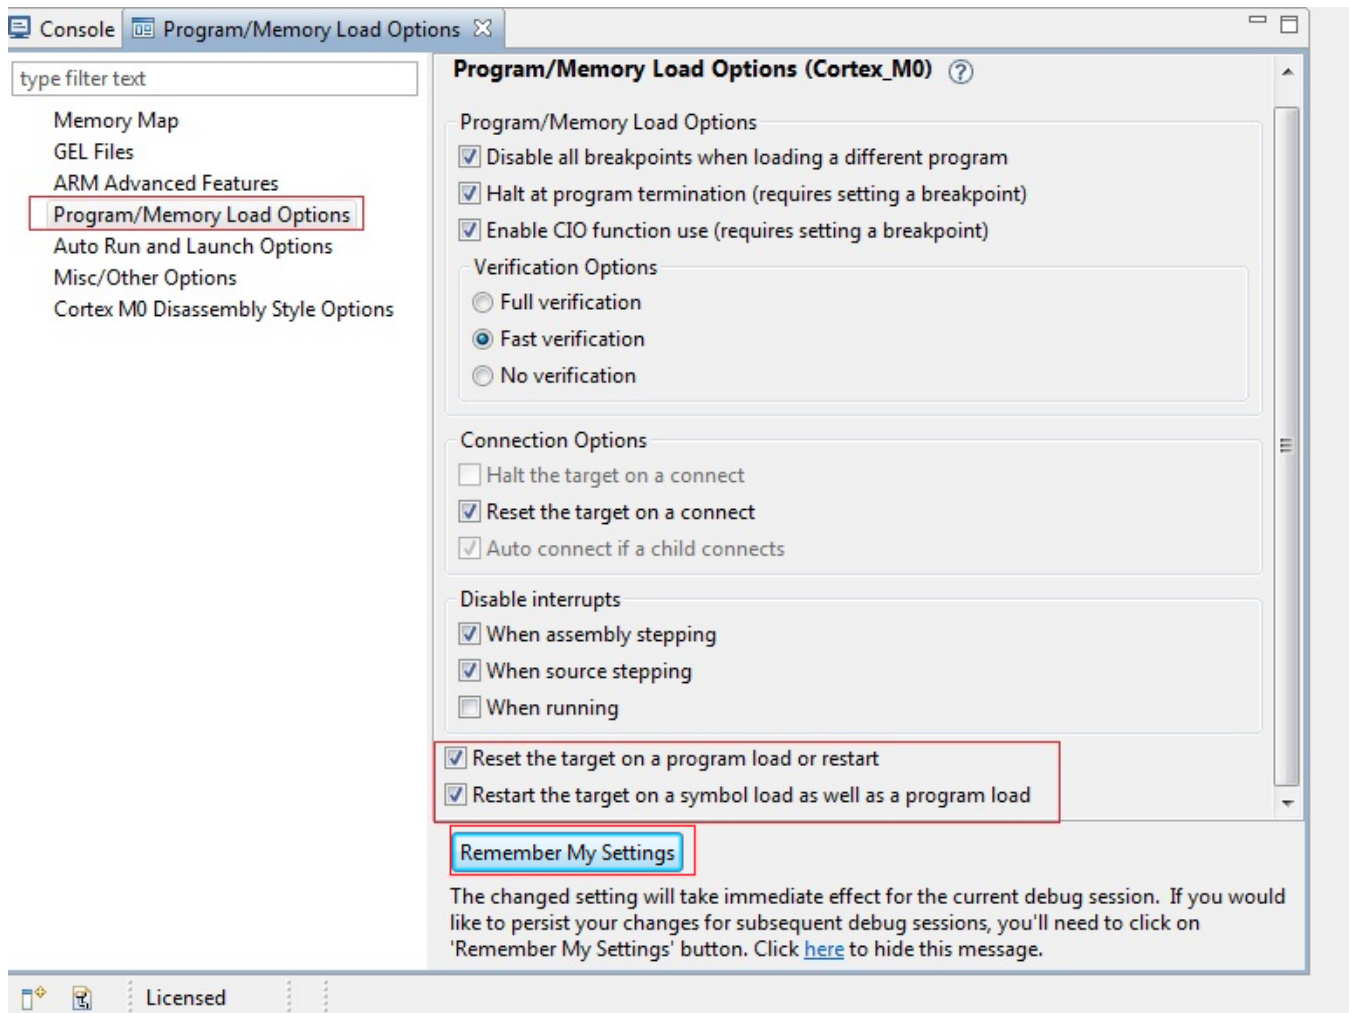 Console
Program/Memory Load Options
type filter text
Memory Map
GEL Files
ARM Advanced Features
Program/Memory Load Options
Auto Run and Launch Options
Misc/Other Options
Cortex M0 Disassembly Style Options
Program/Memory Load Options (Cortex_M0)
Program/Memory Load Options
Disable all breakpoints when loading a different program
Halt at program termination (requires setting a breakpoint)
Enable CIO function use (requires setting a breakpoint)
Verification Options
Full verification
Fast verification
No verification
Connection Options
Halt the target on a connect
Reset the target on a connect
Auto connect if a child connects
Disable interrupts
When assembly stepping
When source stepping
When running
Reset the target on a program load or restart
Restart the target on a symbol load as well as a program load
Remember My Settings
The changed setting will take immediate effect for the current debug session. If you would
like to persist your changes for subsequent debug sessions, you'll need to click on
'Remember My Settings' button. Click here to hide this message.
Licensed